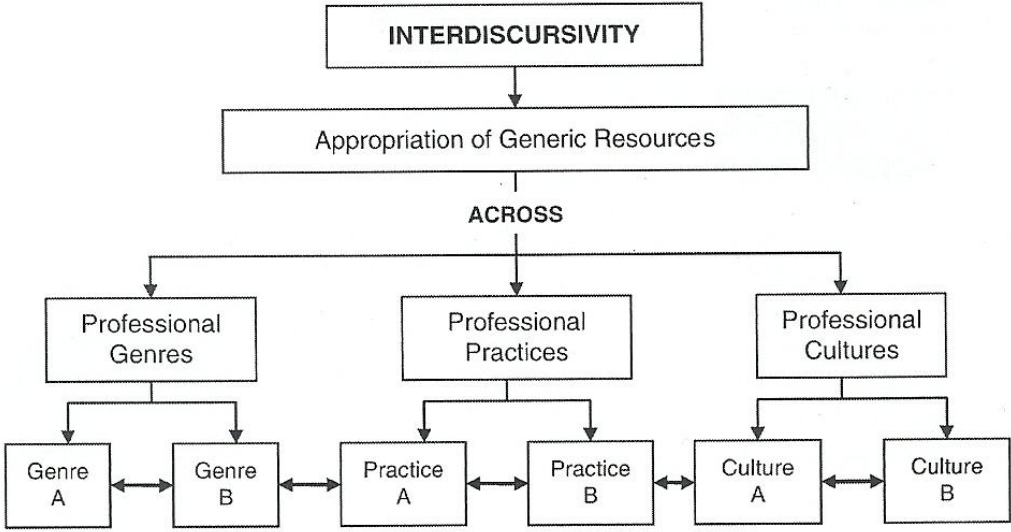 INTERDISCURSIVITY
Appropriation of Generic Resources
ACROSS
Professional
Genres
Professional
Practices
Professional
Cultures
Genre
A
Genre
B
Practice
A
Practice
B
Culture
A
Culture
B